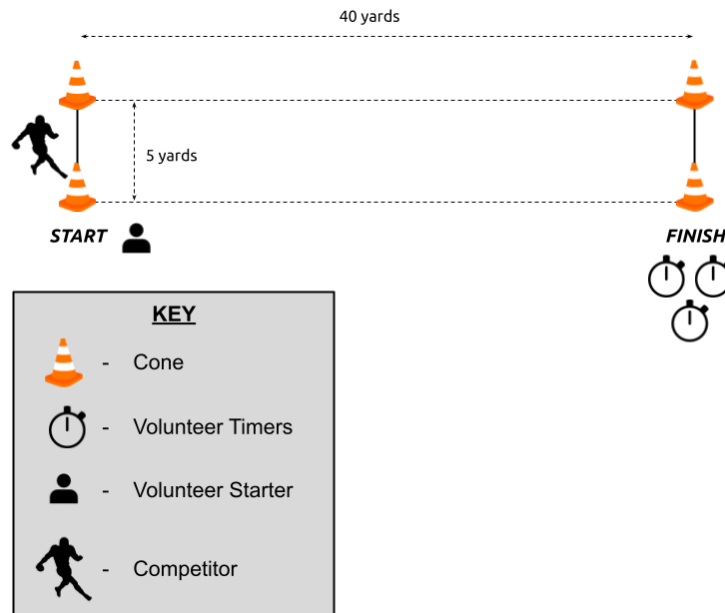 40 yards
5 yards
START
FINISH
KEY
- Cone
- Volunteer Timers
- Volunteer Starter
- Competitor